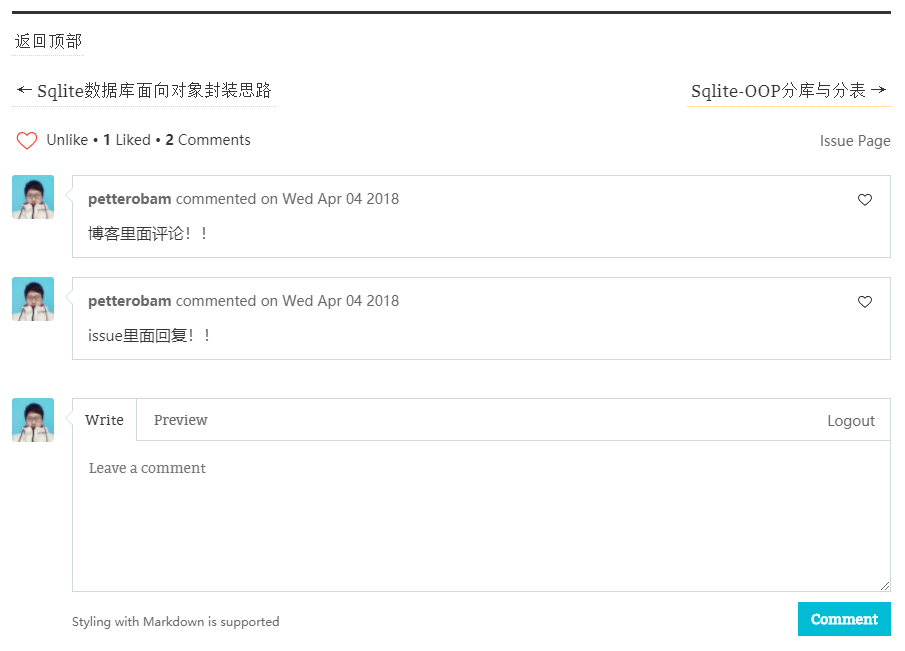 返回顶部
← Sqlite数据库面向对象封装思路
Sqlite-OOP分库与分表 →
Unlike • 1 Liked • 2 Comments
Issue Page
petterobam commented on Wed Apr 04 2018
博客里面评论！！
petterobam commented on Wed Apr 04 2018
issue里面回复！！
Write
Preview
Logout
Leave a comment
Styling with Markdown is supported
Comment